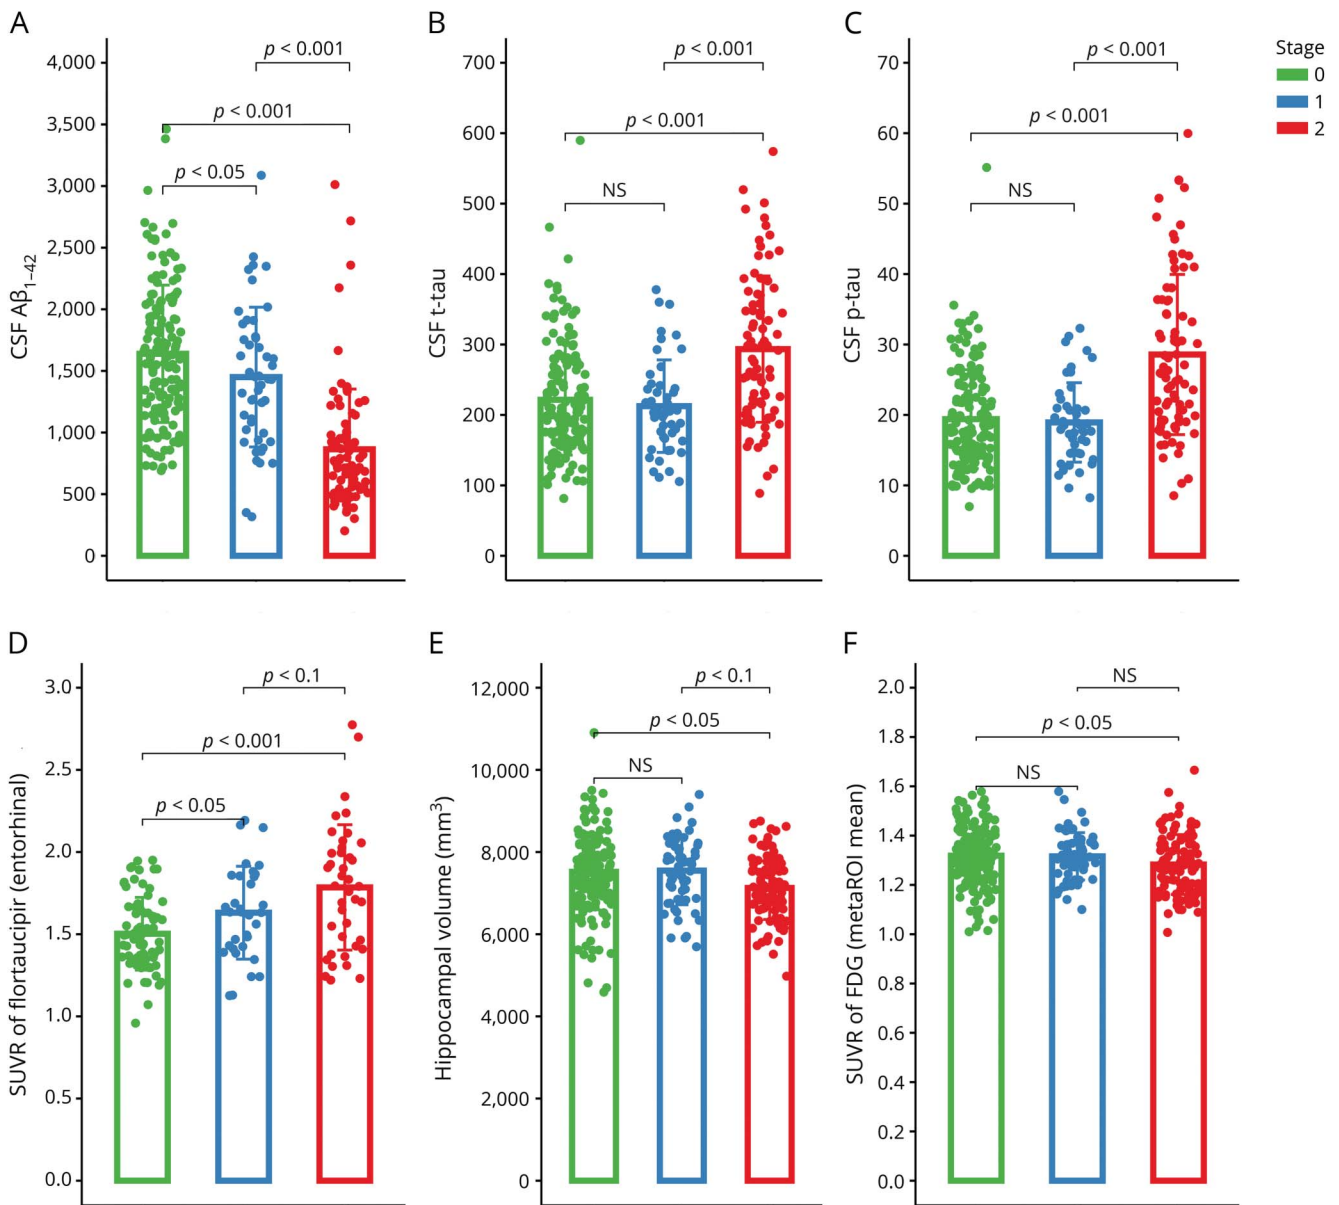 A
CSF Aβ1–42
4,000
3,500
3,000
2,500
2,000
1,500
1,000
500
0
p < 0.001
p < 0.001
p < 0.05
B
CSF t-tau
700
600
500
400
300
200
100
0
p < 0.001
p < 0.001
NS
C
CSF p-tau
70
60
50
40
30
20
10
0
p < 0.001
p < 0.001
NS
Stage
0
1
2
D
SUVR of flortaucipir (entorhinal)
3.0
2.5
2.0
1.5
1.0
0.5
0.0
p < 0.1
p < 0.001
p < 0.05
E
Hippocampal volume (mm3)
12,000
10,000
8,000
6,000
4,000
2,000
0
p < 0.1
p < 0.05
NS
F
SUVR of FDG (metaROI mean)
2.0
1.8
1.6
1.4
1.2
1.0
0.8
0.6
0.4
0.2
0.0
NS
p < 0.05
NS